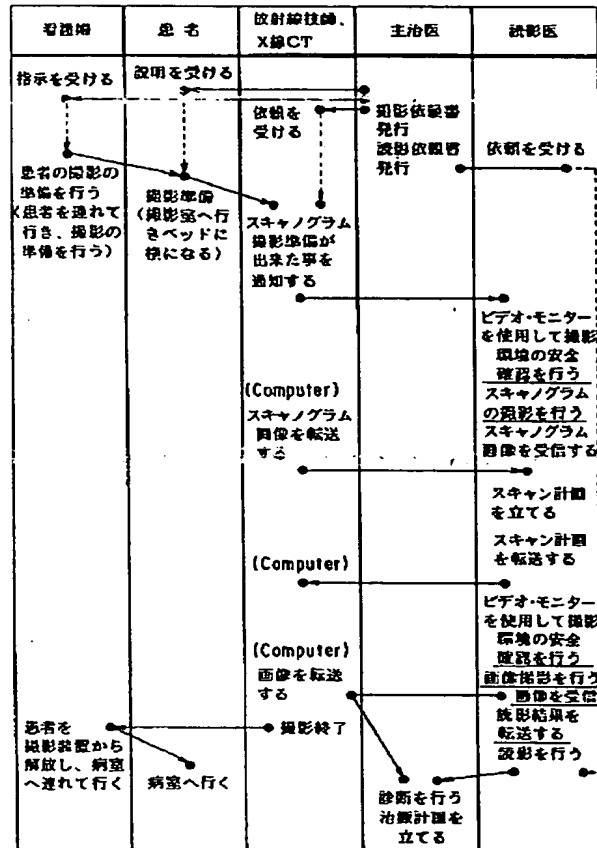 看護婦
患者
放射線技師、
X線CT
主治医
読影医
指示を受ける
説明を受ける
依頼を
受ける
撮影依頼書
発行
読影依頼書
発行
依頼を受ける
患者の撮影の
準備を行う
(患者を連れて
行き、撮影の
準備を行う)
撮影準備
(撮影室へ行
きベッドに
横になる)
スキャノグラム
撮影準備が
出来た事を
通知する
ビデオ・モニター
を使用して撮影
環境の安全
確認を行う
スキャノグラム
の撮影を行う
スキャノグラム
画像を受信する
(Computer)
スキャノグラム
画像を転送
する
スキャン計画
を立てる
スキャン計画
を転送する
(Computer)
ビデオ・モニター
を使用して撮影
環境の安全
確認を行う
画像撮影を行う
画像を受信
読影結果を
転送する
読影を行う
(Computer)
画像を転送
する
撮影終了
患者を
撮影装置から
解放し、病室
へ連れて行く
病室へ行く
診断を行う
治療計画を
立てる